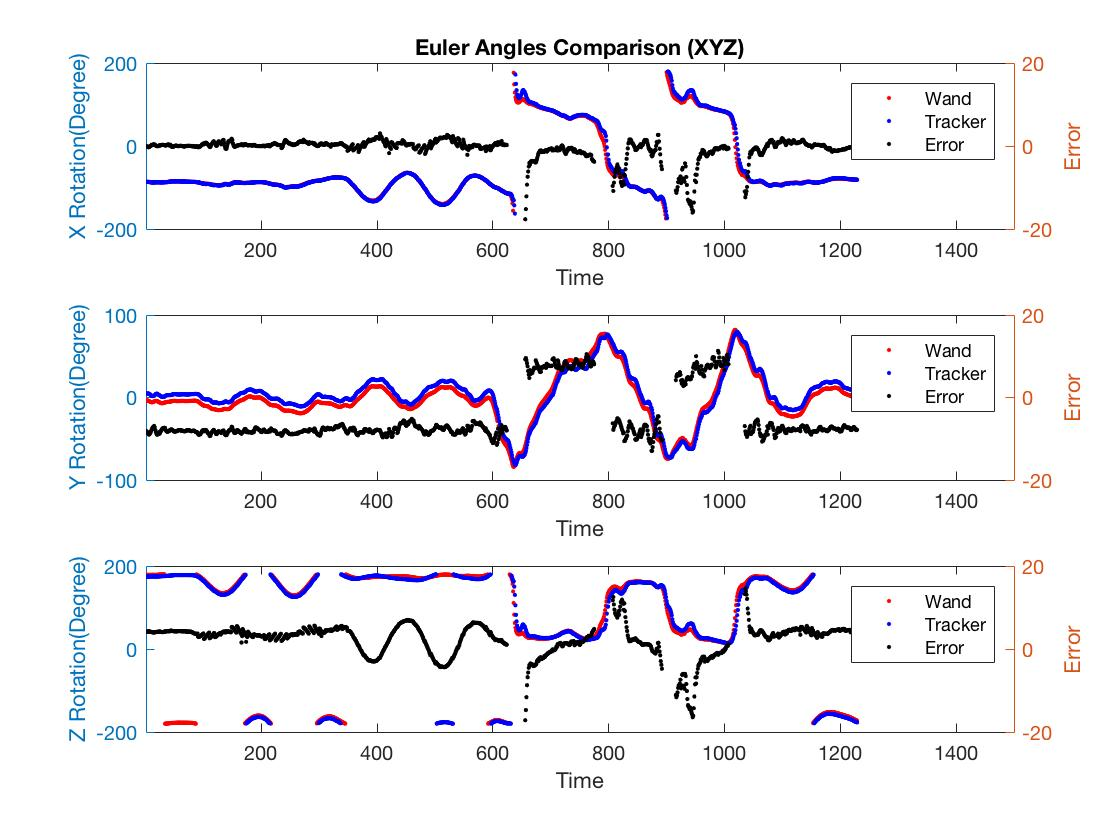 Euler Angles Comparison (XYZ)
X Rotation(Degree)
200
0
-200
20
0
-20
Error
Wand
Tracker
Error
200 400 600 800 1000 1200 1400
Time
Y Rotation(Degree)
100
0
-100
20
0
-20
Error
Wand
Tracker
Error
200 400 600 800 1000 1200 1400
Time
Z Rotation(Degree)
200
0
-200
20
0
-20
Error
Wand
Tracker
Error
200 400 600 800 1000 1200 1400
Time